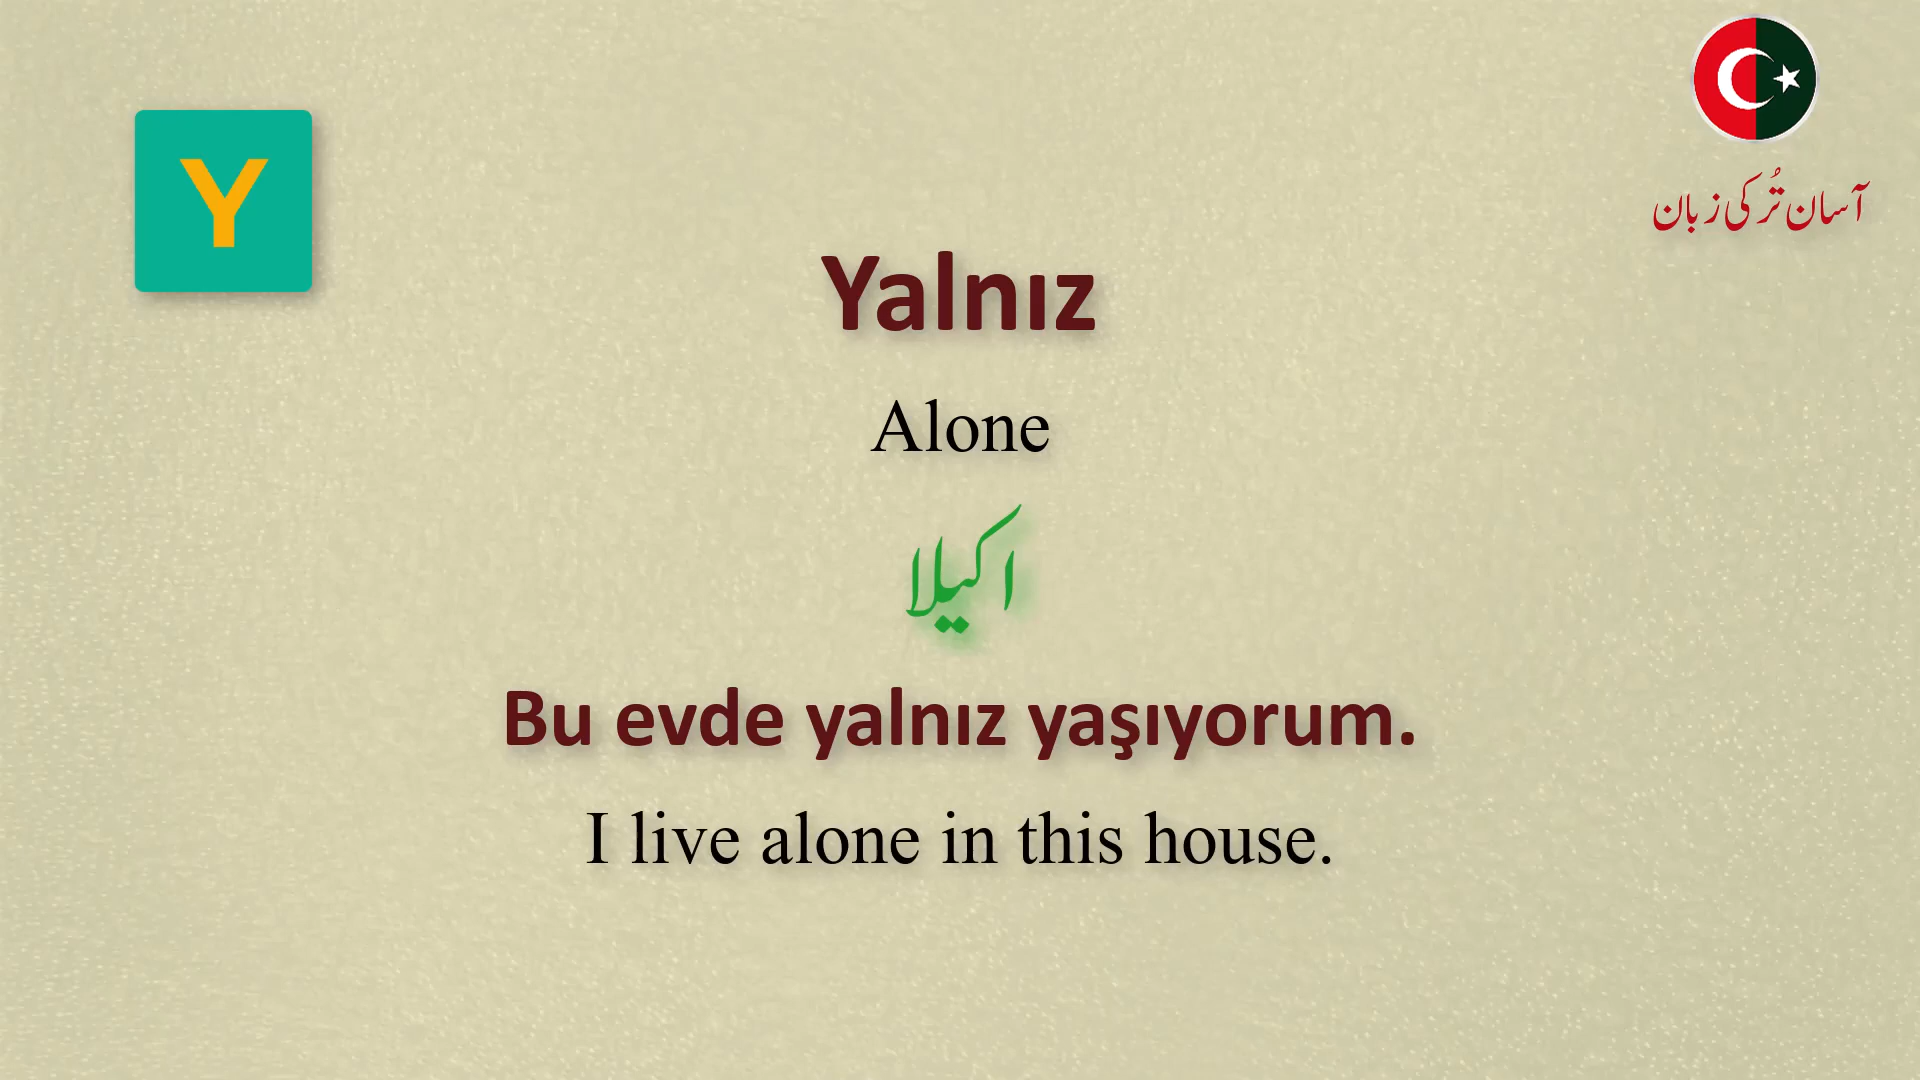 Y
آسان تُرکی زبان
Yalnız
Alone
اکیلا
Bu evde yalnız yaşıyorum.
I live alone in this house.